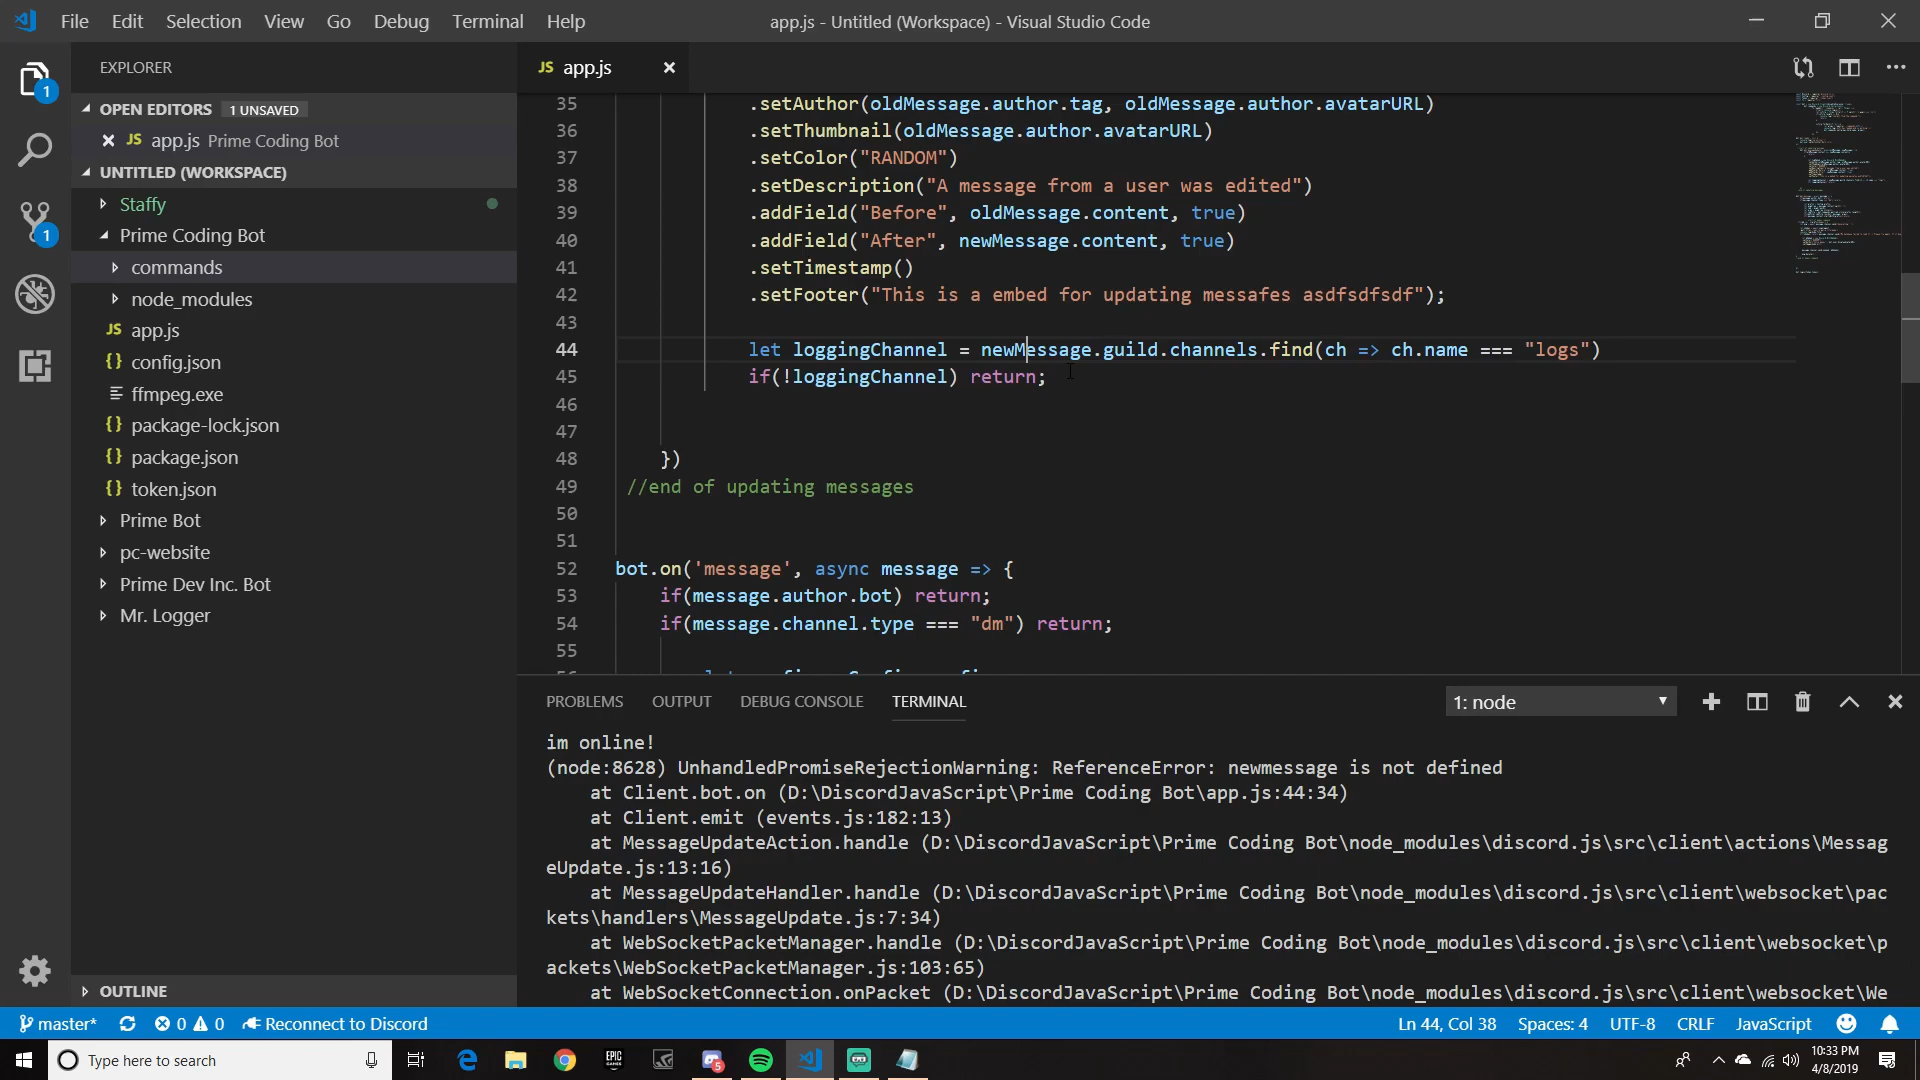 File Edit Selection View Go Debug Terminal Help
app.js - Untitled (Workspace) - Visual Studio Code
EXPLORER
OPEN EDITORS 1 UNSAVED
JS app.js Prime Coding Bot
UNTITLED (WORKSPACE)
Staffy
Prime Coding Bot
commands
node_modules
JS app.js
{} config.json
ffmpeg.exe
{} package-lock.json
{} package.json
{} token.json
Prime Bot
pc-website
Prime Dev Inc. Bot
Mr. Logger
OUTLINE
1
1
JS app.js
35 .setAuthor(oldMessage.author.tag, oldMessage.author.avatarURL)
36 .setThumbnail(oldMessage.author.avatarURL)
37 .setColor("RANDOM")
38 .setDescription("A message from a user was edited")
39 .addField("Before", oldMessage.content, true)
40 .addField("After", newMessage.content, true)
41 .setTimestamp()
42 .setFooter("This is a embed for updating messafes asdfsdfsdf");
43
44 let loggingChannel = newMessage.guild.channels.find(ch => ch.name === "logs")
45 if(!loggingChannel) return;
46
47
48 })
49 //end of updating messages
50
51
52 bot.on('message', async message => {
53 if(message.author.bot) return;
54 if(message.channel.type === "dm") return;
55
PROBLEMS OUTPUT DEBUG CONSOLE TERMINAL
1: node
im online!
(node:8628) UnhandledPromiseRejectionWarning: ReferenceError: newmessage is not defined
at Client.bot.on (D:\DiscordJavaScript\Prime Coding Bot\app.js:44:34)
at Client.emit (events.js:182:13)
at MessageUpdateAction.handle (D:\DiscordJavaScript\Prime Coding Bot\node_modules\discord.js\src\client\actions\Messag
eUpdate.js:13:16)
at MessageUpdateHandler.handle (D:\DiscordJavaScript\Prime Coding Bot\node_modules\discord.js\src\client\websocket\pac
kets\handlers\MessageUpdate.js:7:34)
at WebSocketPacketManager.handle (D:\DiscordJavaScript\Prime Coding Bot\node_modules\discord.js\src\client\websocket\p
ackets\WebSocketPacketManager.js:103:65)
at WebSocketConnection.onPacket (D:\DiscordJavaScript\Prime Coding Bot\node_modules\discord.js\src\client\websocket\We
master* 0 0 Reconnect to Discord
Ln 44, Col 38 Spaces: 4 UTF-8 CRLF JavaScript
Type here to search
EPIC GAMES
5
10:33 PM
4/8/2019